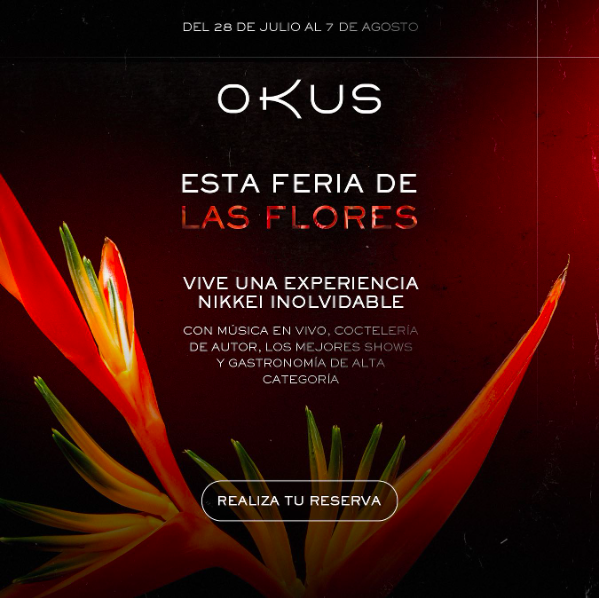 DEL 28 DE JULIO AL 7 DE AGOSTO
OKUS
ESTA FERIA DE
LAS FLORES
VIVE UNA EXPERIENCIA
NIKKEI INOLVIDABLE
CON MÚSICA EN VIVO, COCTELERÍA
DE AUTOR, LOS MEJORES SHOWS
Y GASTRONOMÍA DE ALTA
CATEGORÍA
REALIZA TU RESERVA